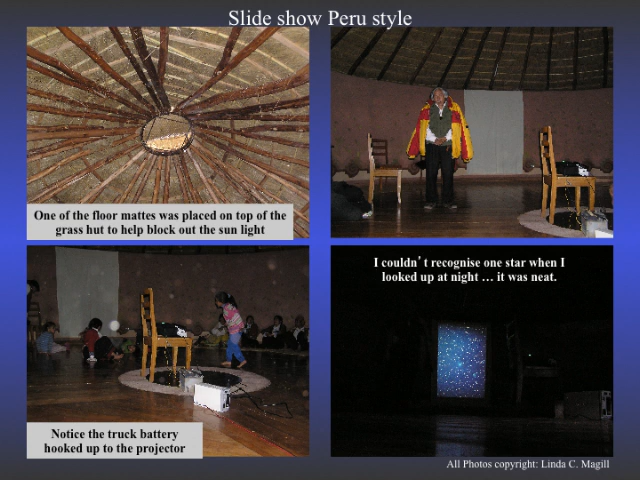 Slide show Peru style
One of the floor mattes was placed on top of the
grass hut to help block out the sun light
I couldn’t recognise one star when I
looked up at night … it was neat.
Notice the truck battery
hooked up to the projector
All Photos copyright: Linda C. Magill